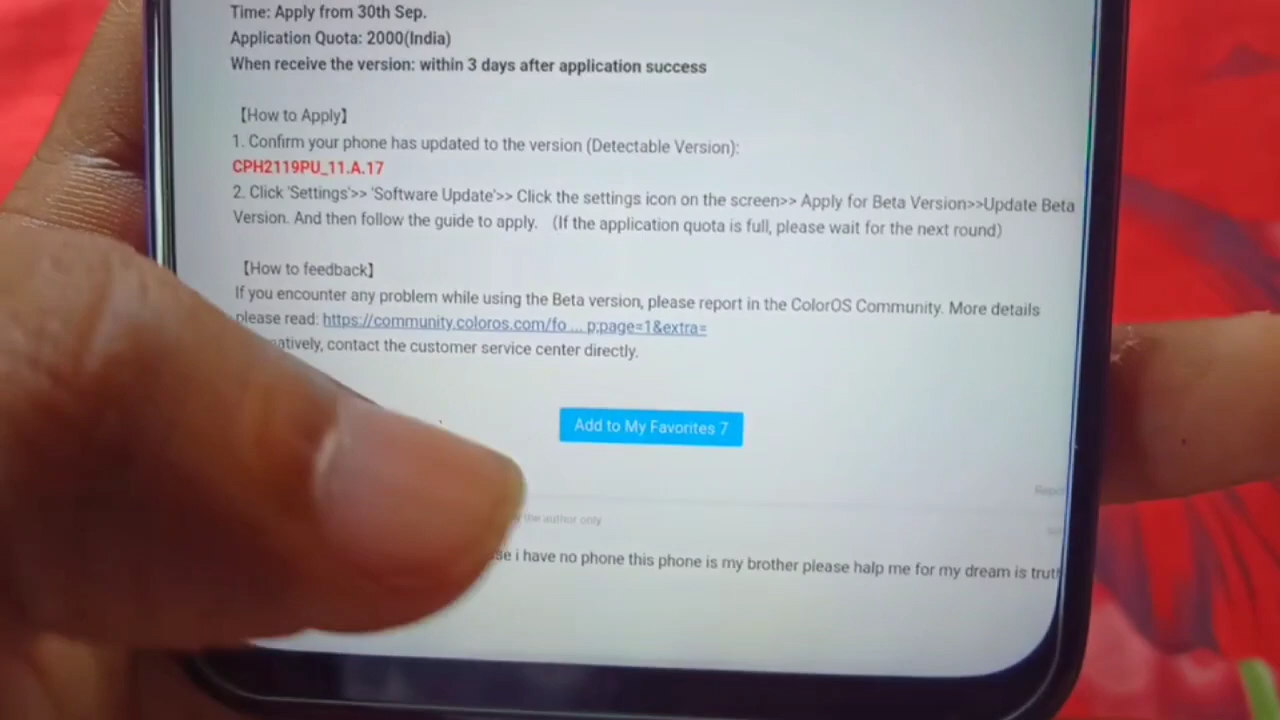 Time: Apply from 30th Sep.
Application Quota: 2000(India)
When receive the version: within 3 days after application success
【How to Apply】
1. Confirm your phone has updated to the version (Detectable Version):
CPH2119PU_11.A.17
2. Click 'Settings'>> 'Software Update'>> Click the settings icon on the screen>> Apply for Beta Version>>Update Beta
Version. And then follow the guide to apply. (If the application quota is full, please wait for the next round)
【How to feedback】
If you encounter any problem while using the Beta version, please report in the ColorOS Community. More details
please read: https://community.coloros.com/fo ... p;page=1&extra=
atively, contact the customer service center directly.
Add to My Favorites 7
the author only
se i have no phone this phone is my brother please halp me for my dream is trut